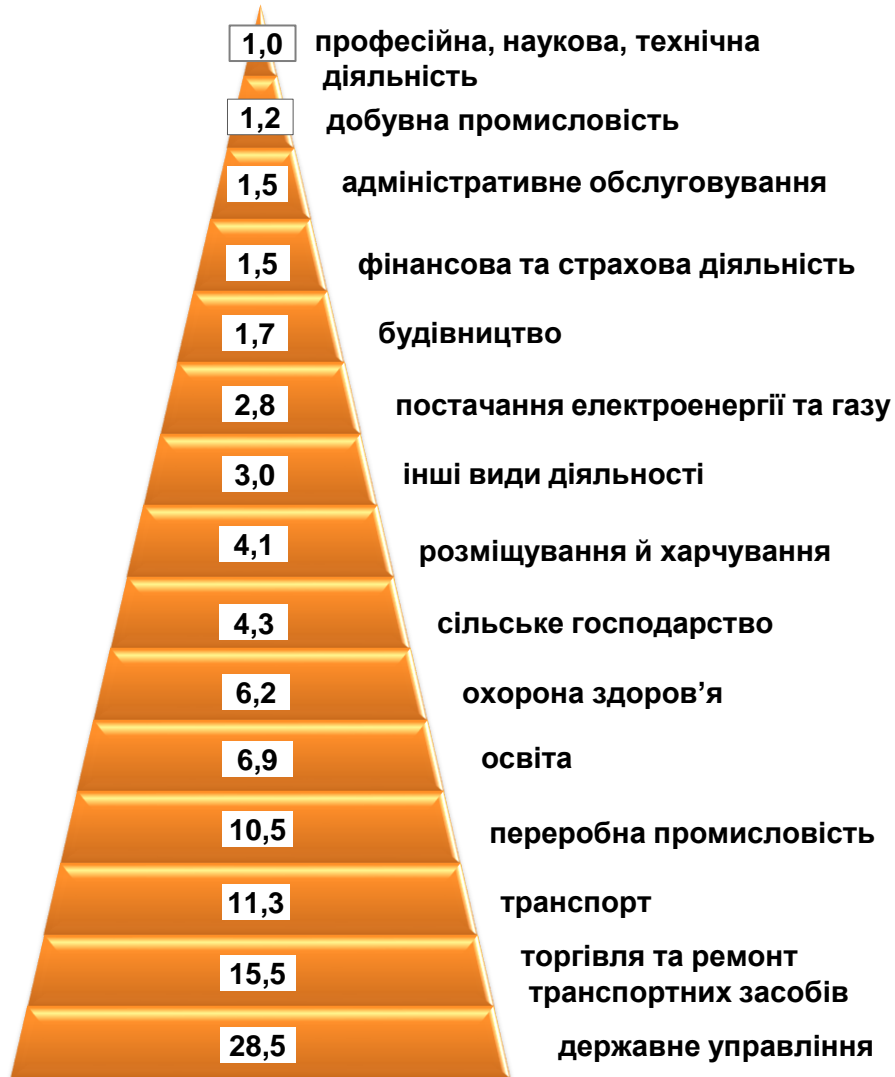 1,0 професійна, наукова, технічна
діяльність
1,2 добувна промисловість
1,5 адміністративне обслуговування
1,5 фінансова та страхова діяльність
1,7 будівництво
2,8 постачання електроенергії та газу
3,0 інші види діяльності
4,1 розміщування й харчування
4,3 сільське господарство
6,2 охорона здоров’я
6,9 освіта
10,5 переробна промисловість
11,3 транспорт
15,5 торгівля та ремонт
транспортних засобів
28,5 державне управління